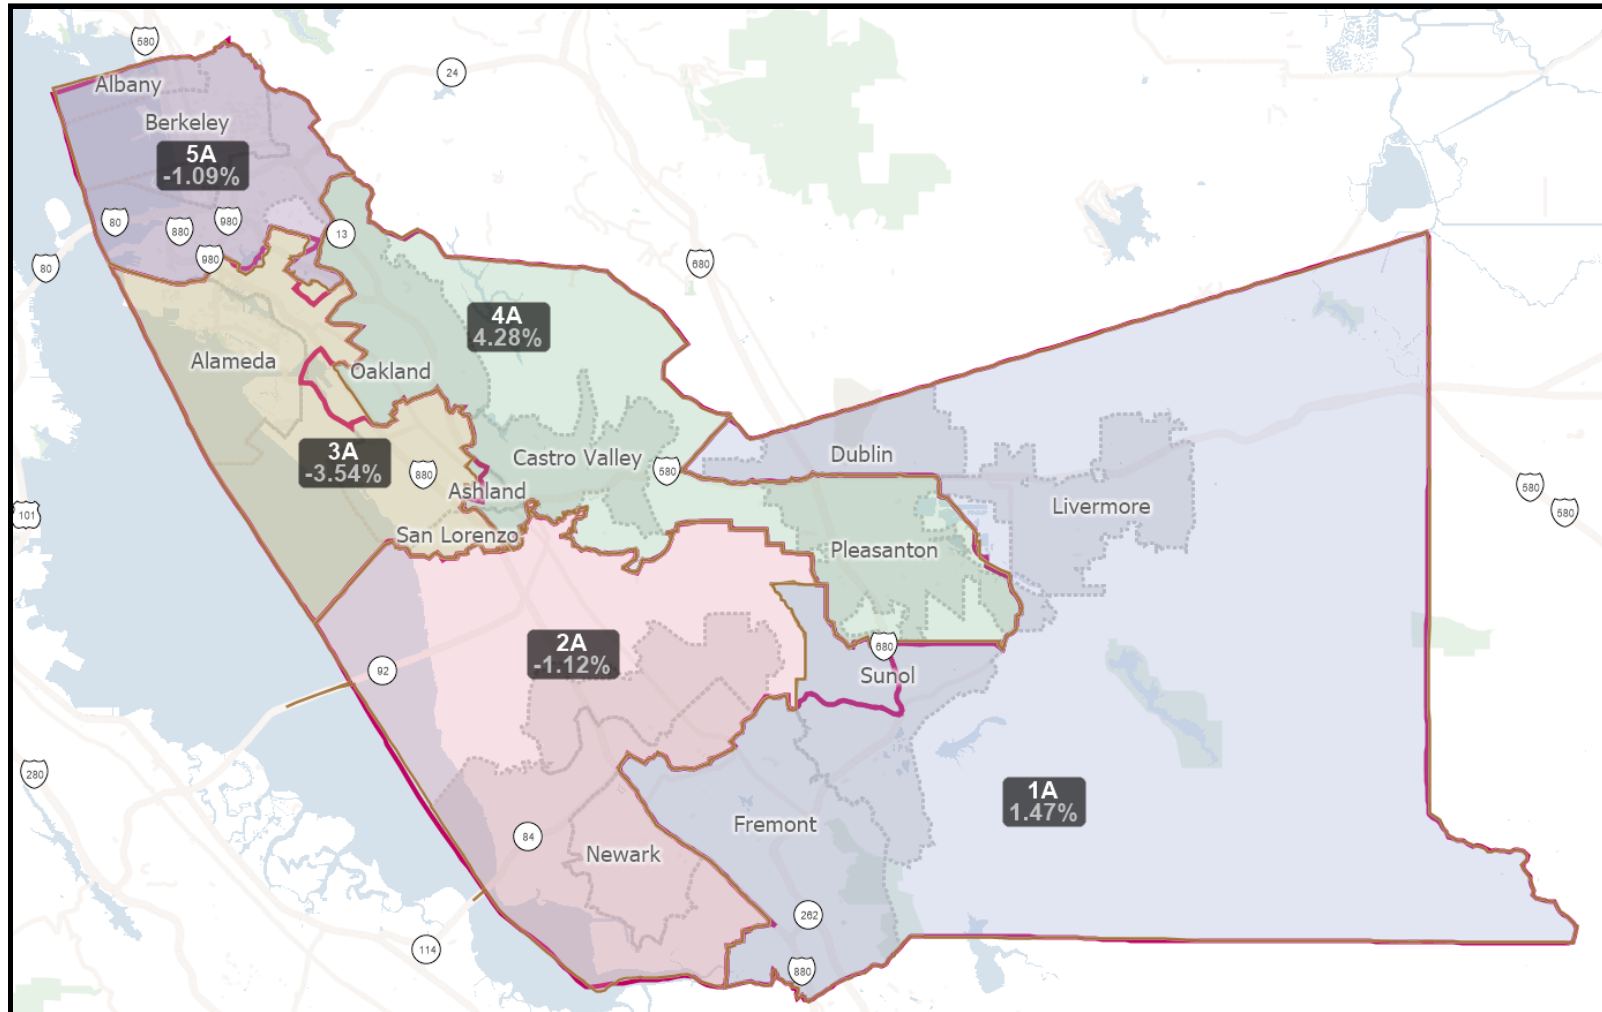 580
Albany
24
Berkeley
5A
-1.09%
80
880
980
13
980
80
680
4A
4.28%
Alameda
Oakland
3A
-3.54%
Castro Valley
Dublin
880
580
Ashland
Livermore
580
101
580
San Lorenzo
Pleasanton
2A
-1.12%
680
92
Sunol
280
1A
1.47%
Fremont
84
Newark
262
114
880